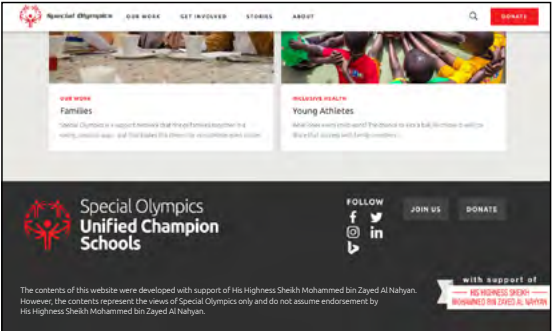 Special Olympics
OUR WORK
GET INVOLVED
STORIES
ABOUT
DONATE
OUR WORK
Families
INCLUSIVE HEALTH
Young Athletes
Special Olympics
Unified Champion
Schools
FOLLOW
JOIN US
DONATE
The contents of this website were developed with support of His Highness Sheikh Mohammed bin Zayed Al Nahyan.
However, the contents represent the views of Special Olympics only and do not assume endorsement by
His Highness Sheikh Mohammed bin Zayed Al Nahyan.
with support of
HIS HIGHNESS SHEIKH
MOHAMMED BIN ZAYED AL NAHYAN